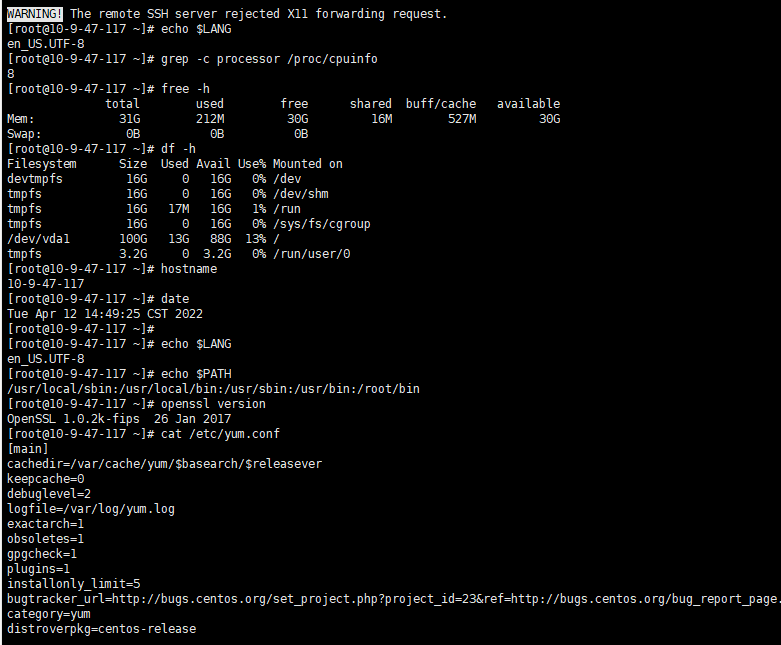 WARNING! The remote SSH server rejected X11 forwarding request.
[root@10-9-47-117 ~]# echo $LANG
en_US.UTF-8
[root@10-9-47-117 ~]# grep -c processor /proc/cpuinfo
8
[root@10-9-47-117 ~]# free -h
              total        used        free      shared  buff/cache   available
Mem:            31G        212M         30G         16M        527M         30G
Swap:            0B          0B          0B
[root@10-9-47-117 ~]# df -h
Filesystem      Size  Used Avail Use% Mounted on
devtmpfs         16G     0   16G   0% /dev
tmpfs            16G     0   16G   0% /dev/shm
tmpfs            16G   17M   16G   1% /run
tmpfs            16G     0   16G   0% /sys/fs/cgroup
/dev/vda1       100G   13G   88G  13% /
tmpfs           3.2G     0  3.2G   0% /run/user/0
[root@10-9-47-117 ~]# hostname
10-9-47-117
[root@10-9-47-117 ~]# date
Tue Apr 12 14:49:25 CST 2022
[root@10-9-47-117 ~]#
[root@10-9-47-117 ~]# echo $LANG
en_US.UTF-8
[root@10-9-47-117 ~]# echo $PATH
/usr/local/sbin:/usr/local/bin:/usr/sbin:/usr/bin:/root/bin
[root@10-9-47-117 ~]# openssl version
OpenSSL 1.0.2k-fips  26 Jan 2017
[root@10-9-47-117 ~]# cat /etc/yum.conf
[main]
cachedir=/var/cache/yum/$basearch/$releasever
keepcache=0
debuglevel=2
logfile=/var/log/yum.log
exactarch=1
obsoletes=1
gpgcheck=1
plugins=1
installonly_limit=5
bugtracker_url=http://bugs.centos.org/set_project.php?project_id=23&ref=http://bugs.centos.org/bug_report_page.
category=yum
distroverpkg=centos-release